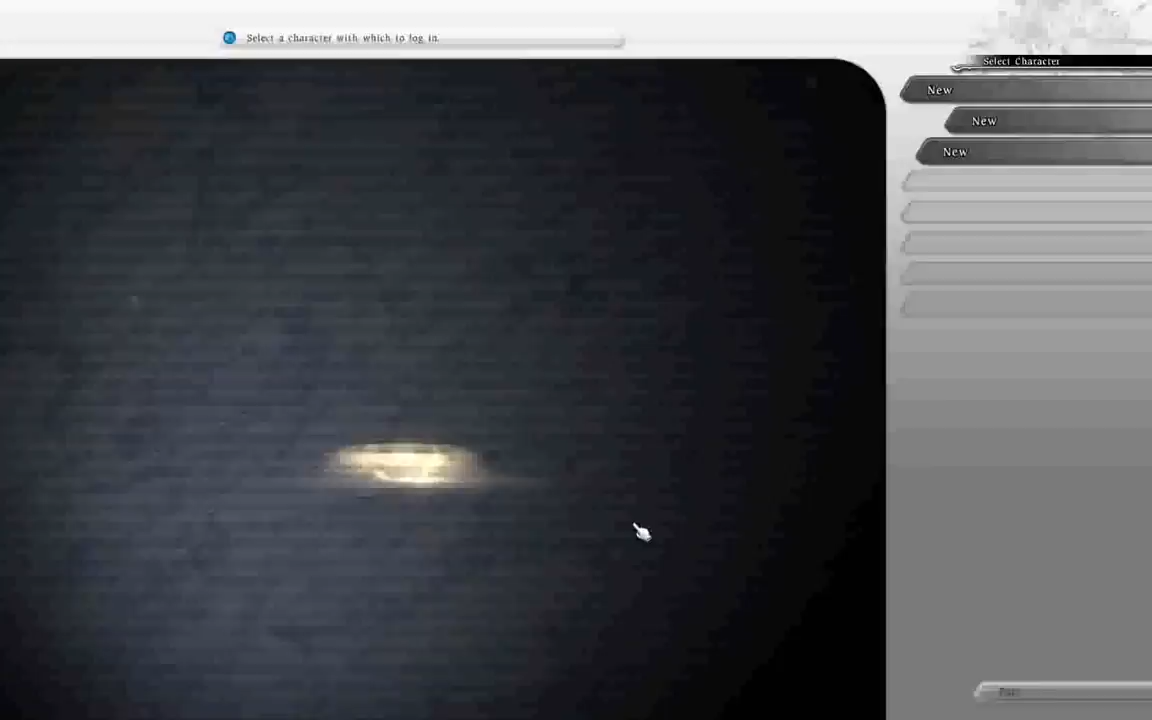 Select a character with which to log in.
Select Character
New
New
New